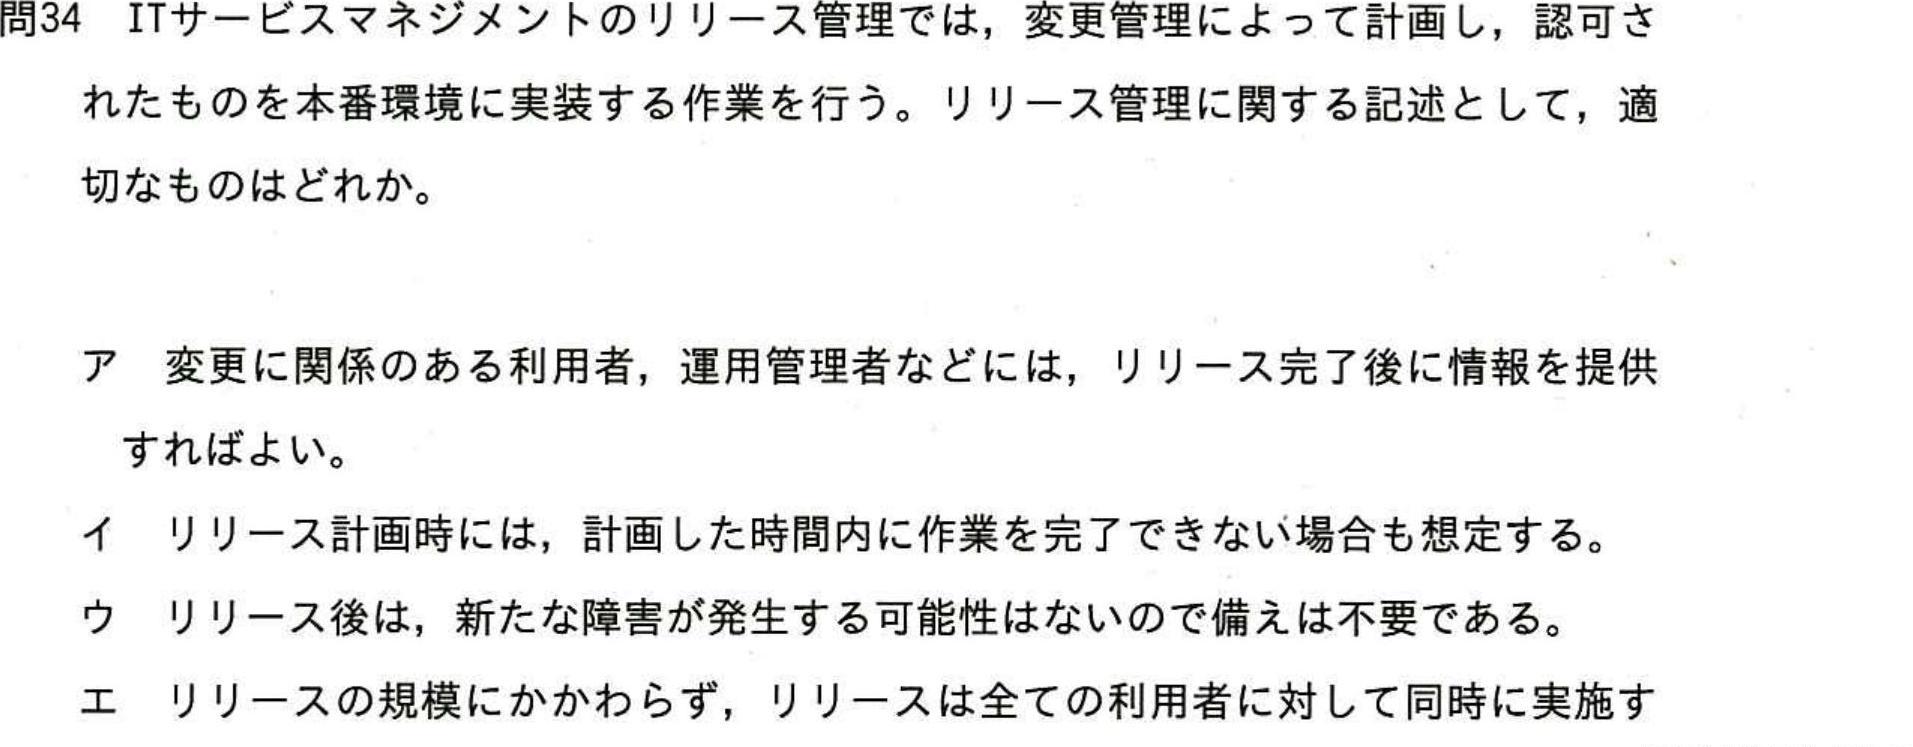 問34 ITサービスマネジメントのリリース管理では，変更管理によって計画し，認可さ
れたものを本番環境に実装する作業を行う。リリース管理に関する記述として，適
切なものはどれか。
ア 変更に関係のある利用者，運用管理者などには，リリース完了後に情報を提供
すればよい。
イ リリース計画時には，計画した時間内に作業を完了できない場合も想定する。
ウ リリース後は，新たな障害が発生する可能性はないので備えは不要である。
エ リリースの規模にかかわらず，リリースは全ての利用者に対して同時に実施す